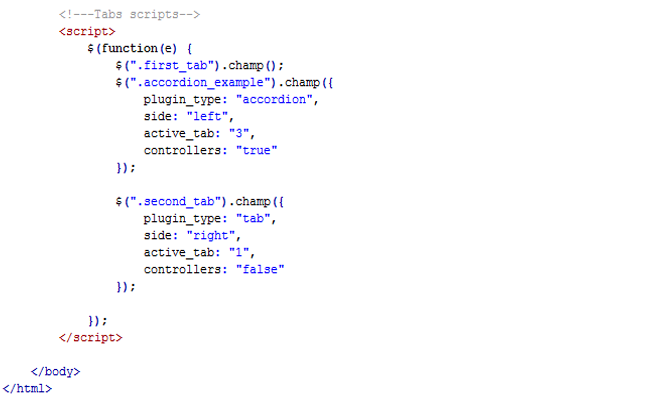 <!---Tabs scripts-->
<script>
$(function(e) {
$(".first_tab").champ();
$(".accordion_example").champ({
plugin_type: "accordion",
side: "left",
active_tab: "3",
controllers: "true"
});
$(".second_tab").champ({
plugin_type: "tab",
side: "right",
active_tab: "1",
controllers: "false"
});
});
</script>
</body>
</html>